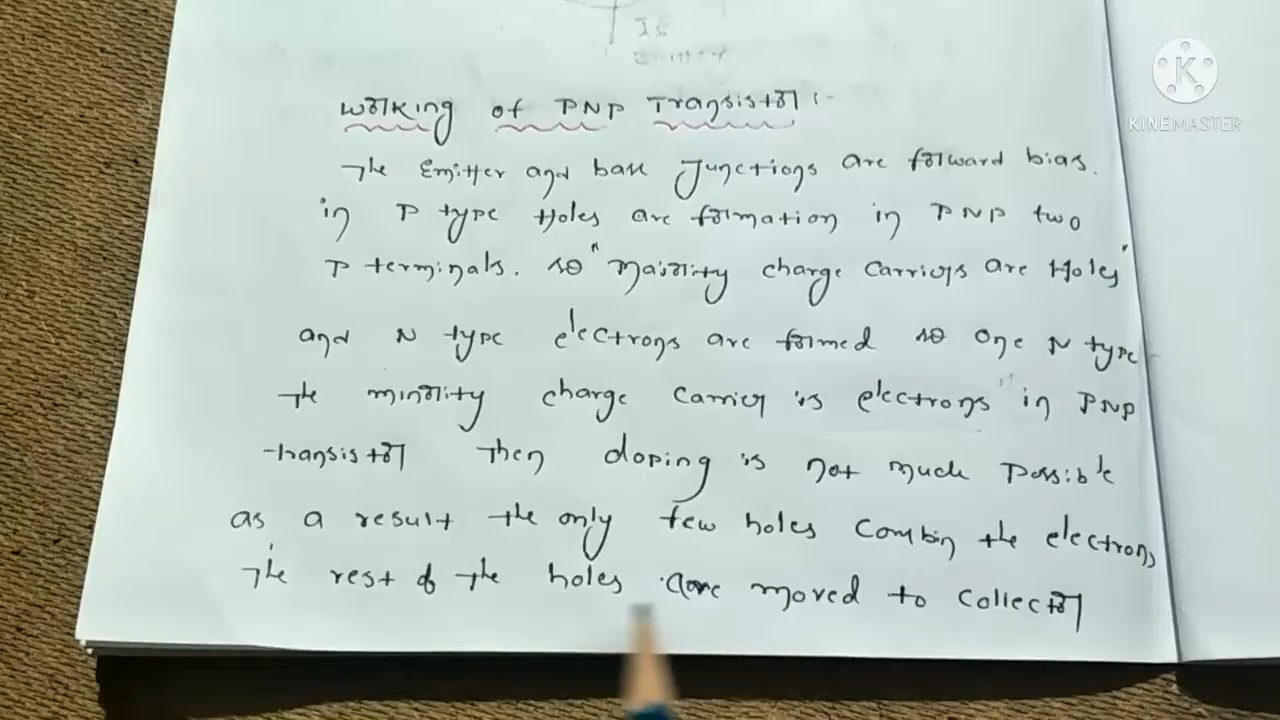 IE
Working of PNP Transistor :-
The Emitter and base Junctions are forward bias.
in P type Holes are formation in PNP two
P terminals. so "majority charge carriers are Holes"
and N type electrons are formed so one N type
the minority charge carrier is electrons" in PNP
transistor Then doping is not much Possible
as a result the only few holes combin the electrons
The rest of the holes are moved to collector
K
KINEMASTER